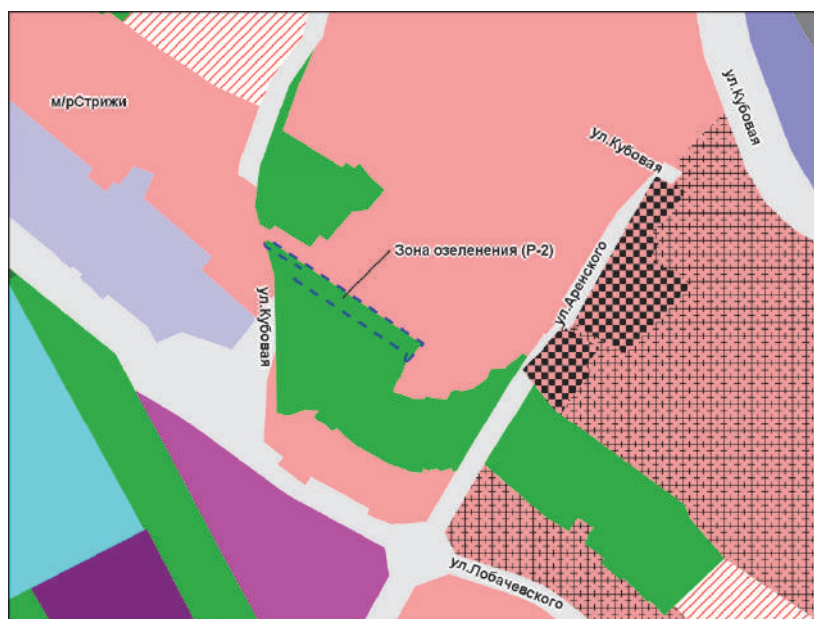 м/рСтрижи
ул.Кубовая
ул.Кубовая
Зона озеленения (Р-2)
ул.Аренского
ул.Кубовая
ул.Лобачевского